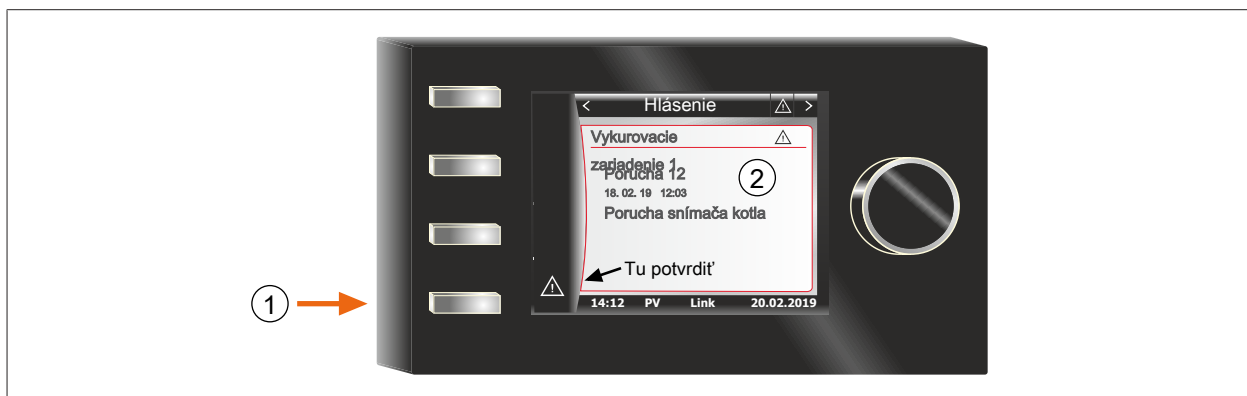 < Hlásenie >
Vykurovacie
zariadenie 1
Porucha 12
18. 02. 19 12:03
Porucha snímača kotla
2
Tu potvrdiť
1
14:12 PV Link 20.02.2019